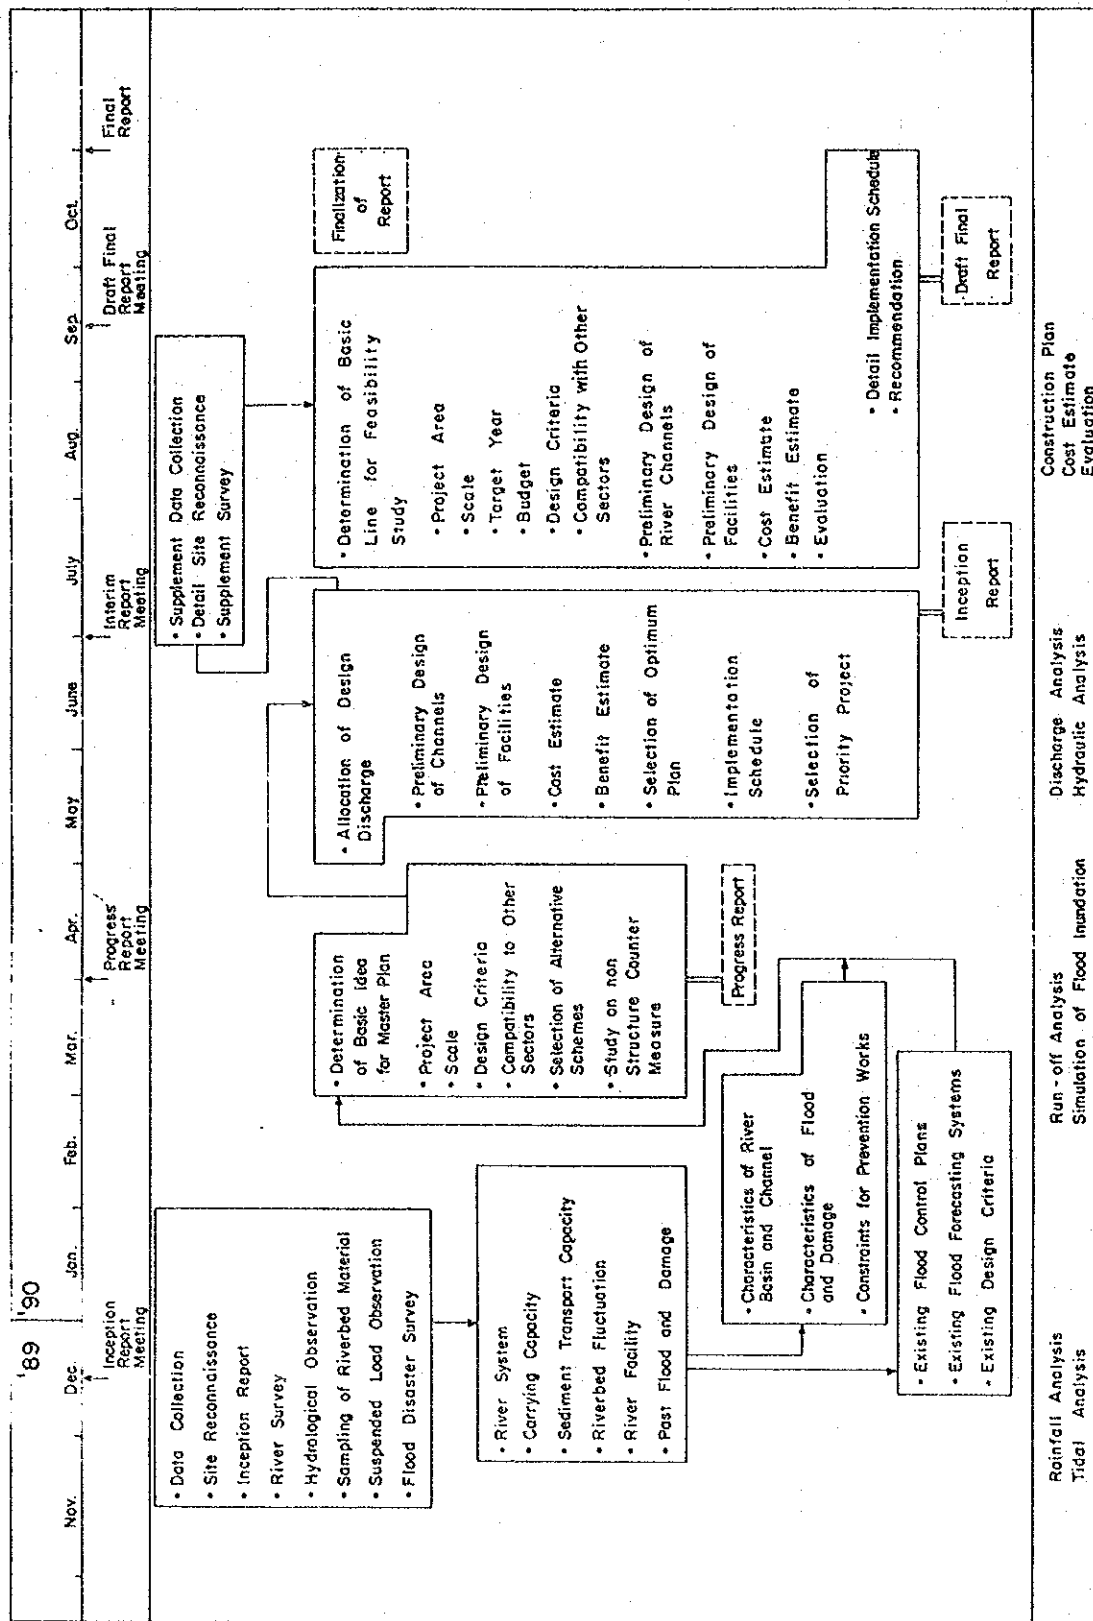 '89
'90
Nov.
Dec.
Jan.
Feb.
Mar.
Apr.
May
June
July
Aug.
Sep.
Oct.
Inception
Report
Meeting
Progress
Report
Meeting
Interim
Report
Meeting
Draft Final
Report
Meeting
Final
Report
• Data Collection
• Site Reconnaissance
• Inception Report
• River Survey
• Hydrological Observation
• Sampling of Riverbed Material
• Suspended Load Observation
• Flood Disaster Survey
• River System
• Carrying Capacity
• Sediment Transport Capacity
• Riverbed Fluctuation
• River Facility
• Past Flood and Damage
• Characteristics of River
Basin and Channel
• Characteristics of Flood
and Damage
• Constraints for Prevention Works
• Existing Flood Control Plans
• Existing Flood Forecasting Systems
• Existing Design Criteria
• Determination
of Basic Idea
for Master Plan
• Project Area
• Scale
• Design Criteria
• Compatibility to Other
Sectors
• Selection of Alternative
Schemes
• Study on non
Structure Counter
Measure
Progress Report
• Allocation of Design
Discharge
• Preliminary Design
of Channels
• Preliminary Design
of Facilities
• Cost Estimate
• Benefit Estimate
• Selection of Optimum
Plan
• Implementation
Schedule
• Selection of
Priority Project
Inception
Report
• Supplement Data Collection
• Detail Site Reconnaissance
• Supplement Survey
• Determination of Basic
Line for Feasibility
Study
• Project Area
• Scale
• Target Year
• Budget
• Design Criteria
• Compatibility with Other
Sectors
• Preliminary Design of
River Channels
• Preliminary Design of
Facilities
• Cost Estimate
• Benefit Estimate
• Evaluation
• Detail Implementation Schedule
• Recommendation
Draft Final
Report
Finalization
of
Report
Rainfall Analysis
Tidal Analysis
Run-off Analysis
Simulation of Flood Inundation
Discharge Analysis
Hydraulic Analysis
Construction Plan
Cost Estimate
Evaluation